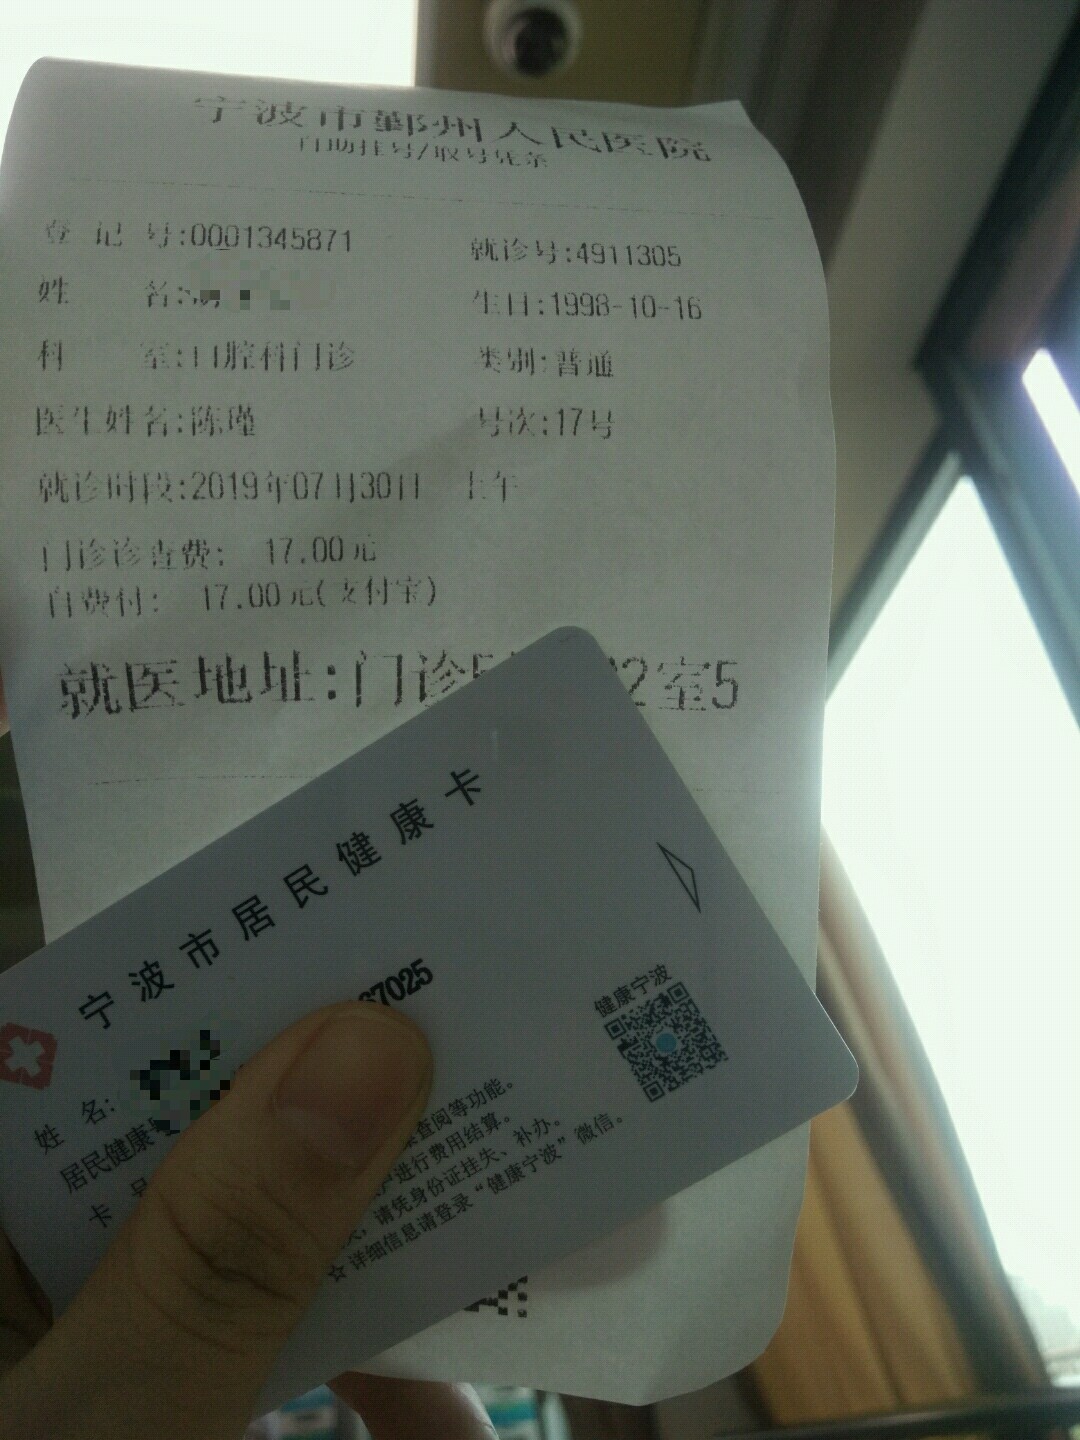 宁波市鄞州人民医院
自助挂号/取号凭条
登记号:0001345871
就诊号:4911305
姓名:
生日:1998-10-16
科室:口腔科门诊
类别:普通
医生姓名:陈瑾
号次:17号
就诊时段:2019年07月30日 上午
门诊诊查费: 17.00元
自费付: 17.00元(支付宝)
就医地址:门诊5 2室5
宁波市居民健康卡
67025
健康宁波
姓名:
居民健康
卡号
查阅等功能。
户进行费用结算。
请凭身份证挂失、补办。
☆详细信息请登录“健康宁波”微信。